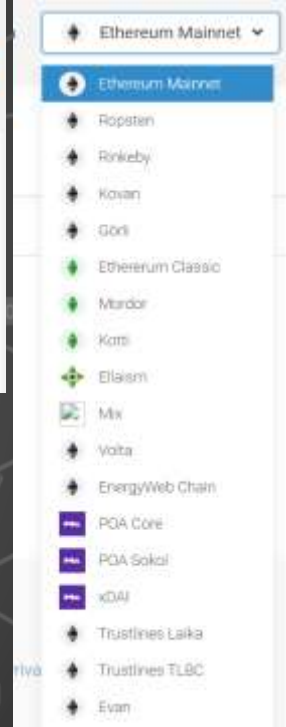 Ethereum Mainnet
Ethereum Mainnet
Ropsten
Rinkeby
Kovan
Görli
Ethererum Classic
Mordor
Kotti
Ellaism
Mix
Volta
EnergyWeb Chain
POA Core
POA Sokol
xDAI
Trustlines Laika
Trustlines TLBC
Evan